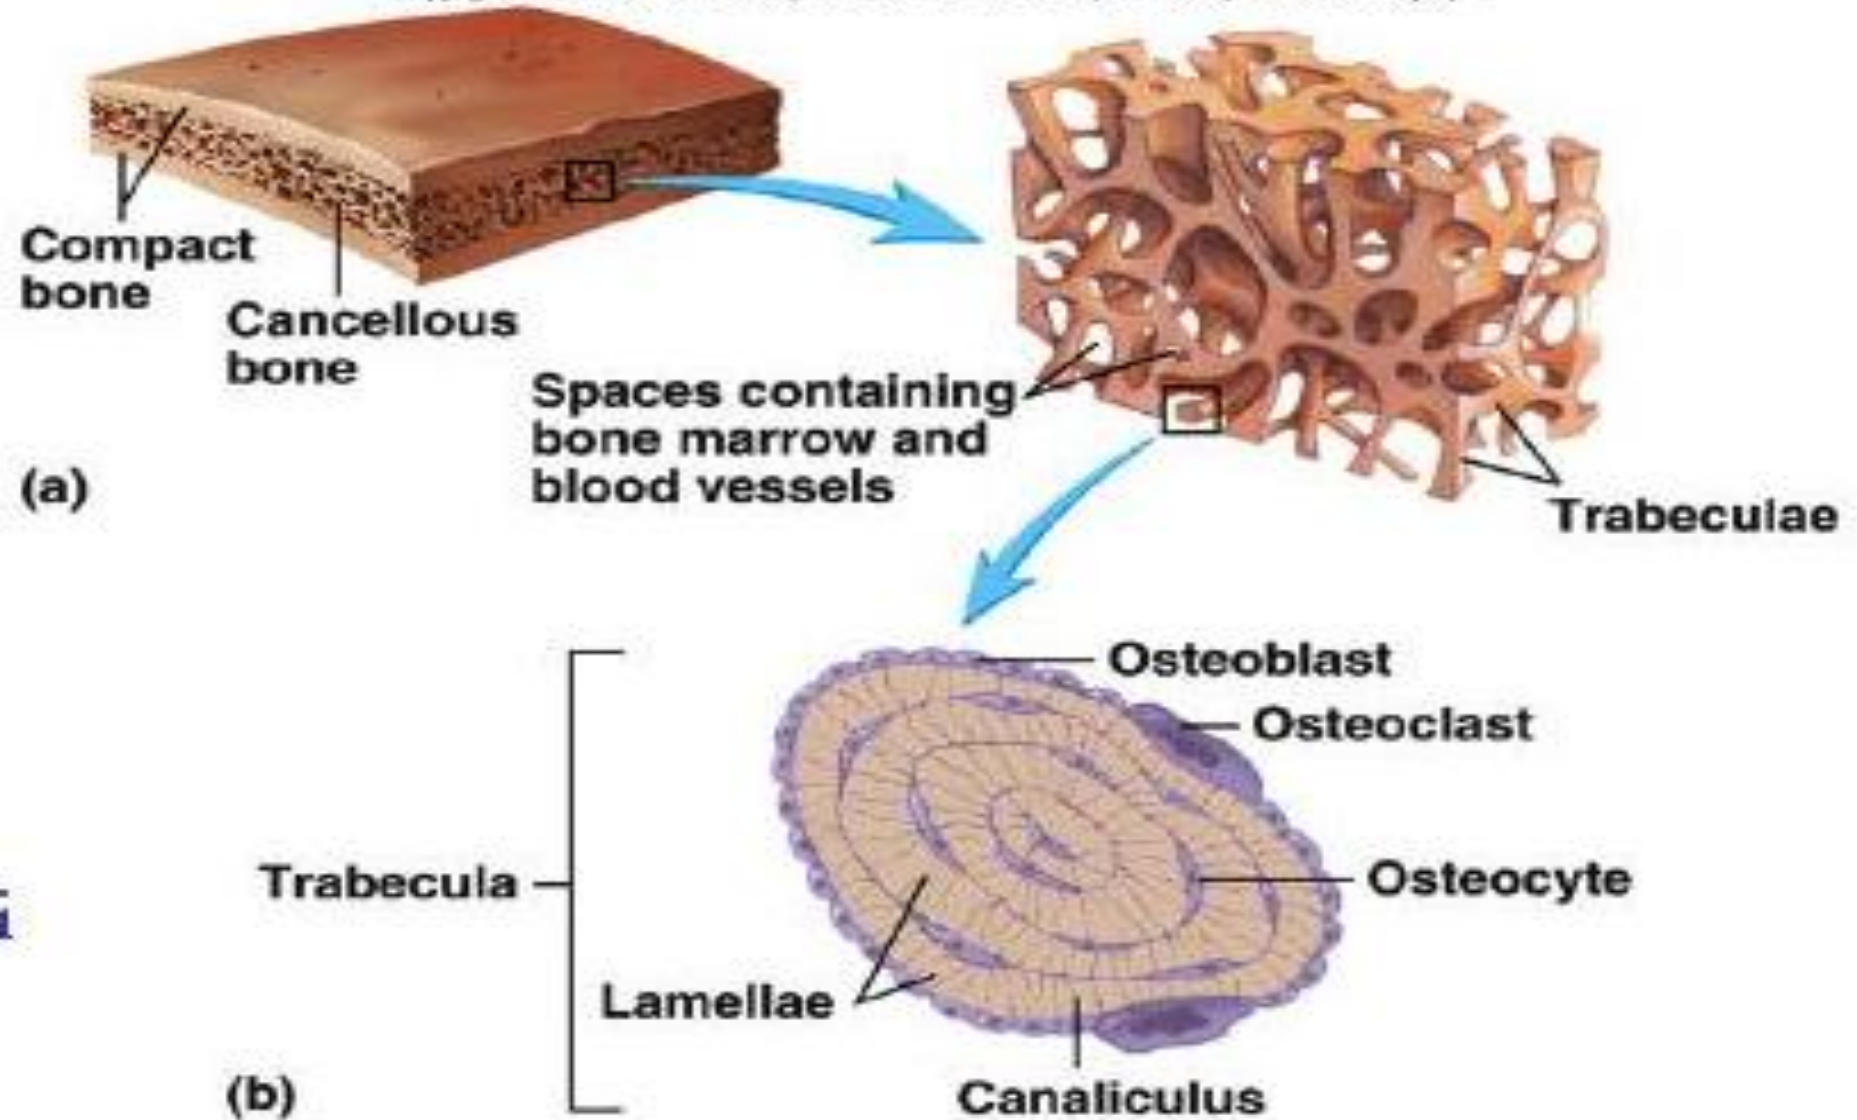 Compact
bone
Cancellous
bone
Spaces containing
bone marrow and
blood vessels
(a)
Trabeculae
Osteoblast
Osteoclast
Trabecula
Osteocyte
Lamellae
(b)
Canaliculus